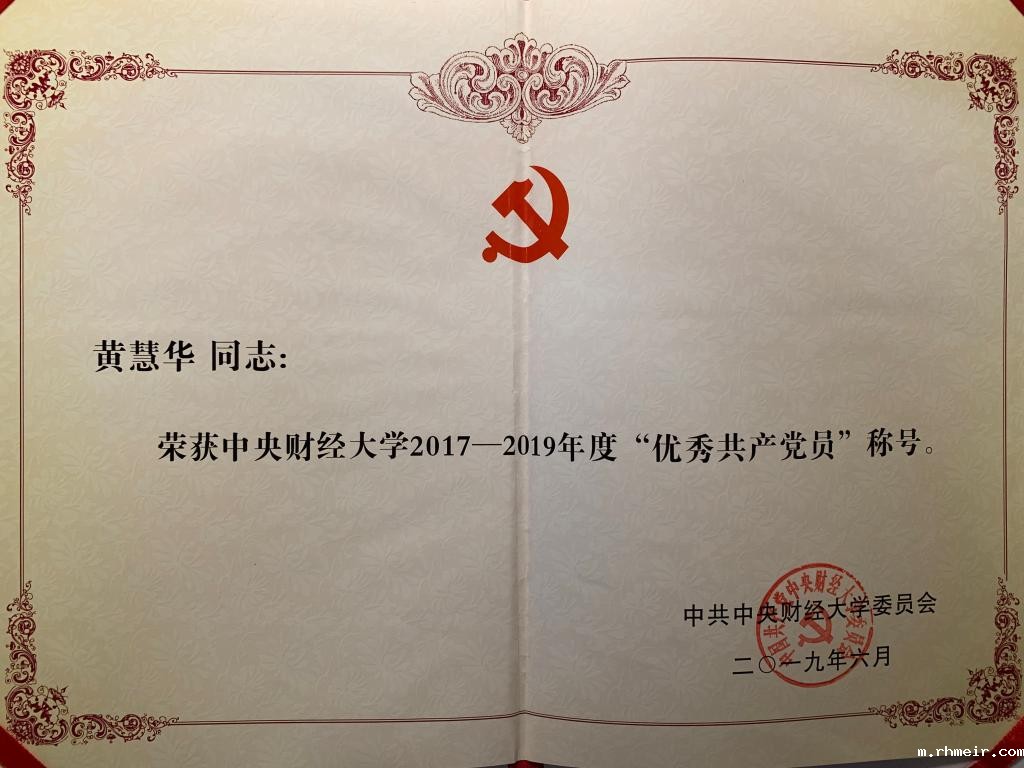 黄慧华 同志:
荣获中央财经大学2017—2019年度“优秀共产党员”称号。
中共中央财经大学委员会
二〇一九年六月
m.rhmeir.com